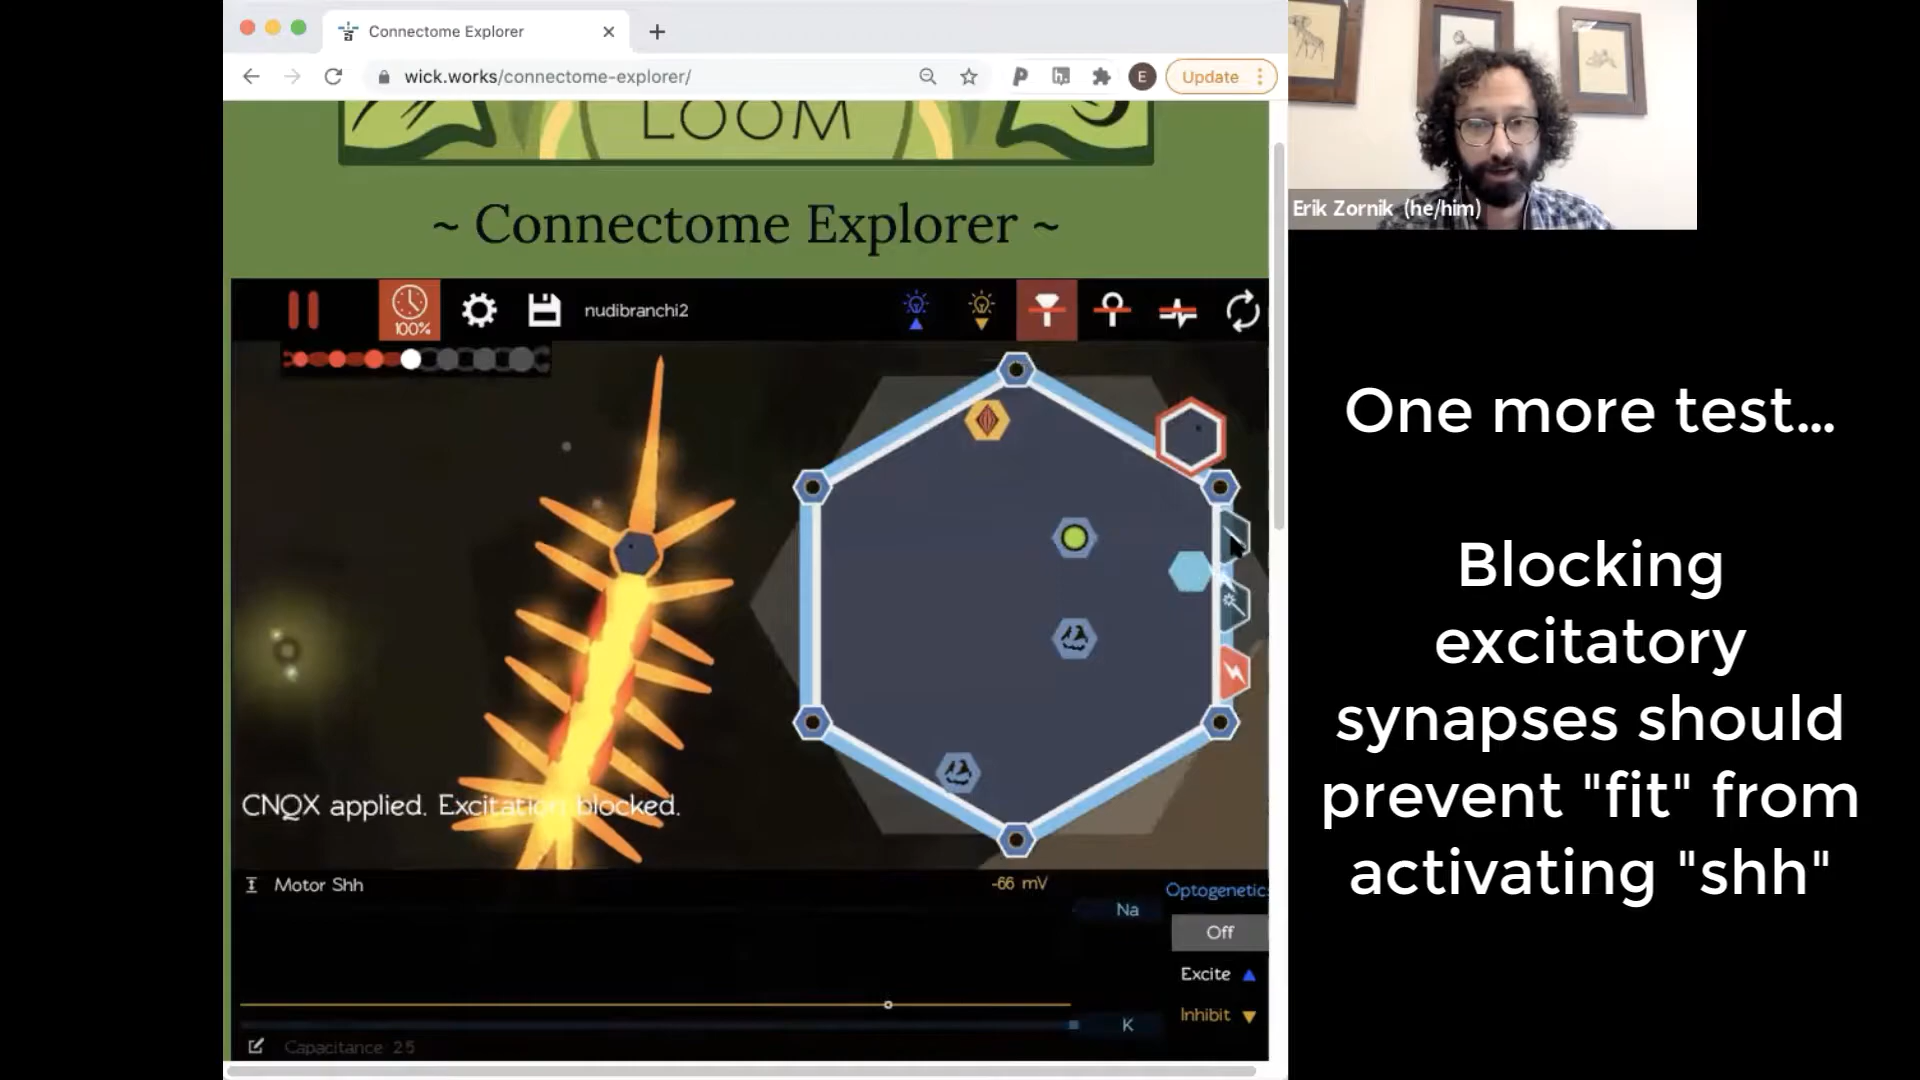 Connectome Explorer
wick.works/connectome-explorer/
E
Update
LOOM
~ Connectome Explorer ~
100%
nudibranchi2
CNQX applied. Excitation blocked.
Motor Shh
-66 mV
Na
K
Capacitance 25
Optogenetic
Off
Excite
Inhibit
Erik Zornik (he/him)
One more test...
Blocking
excitatory
synapses should
prevent "fit" from
activating "shh"